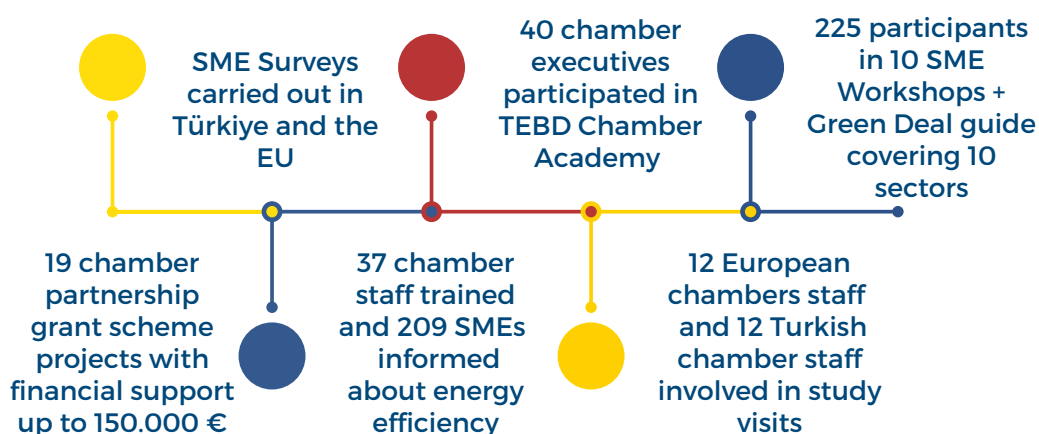 SME Surveys
carried out in
Türkiye and the
EU
40 chamber
executives
participated in
TEBD Chamber
Academy
225 participants
in 10 SME
Workshops +
Green Deal guide
covering 10
sectors
19 chamber
partnership
grant scheme
projects with
financial support
up to 150.000 €
37 chamber
staff trained
and 209 SMEs
informed
about energy
efficiency
12 European
chambers staff
and 12 Turkish
chamber staff
involved in study
visits